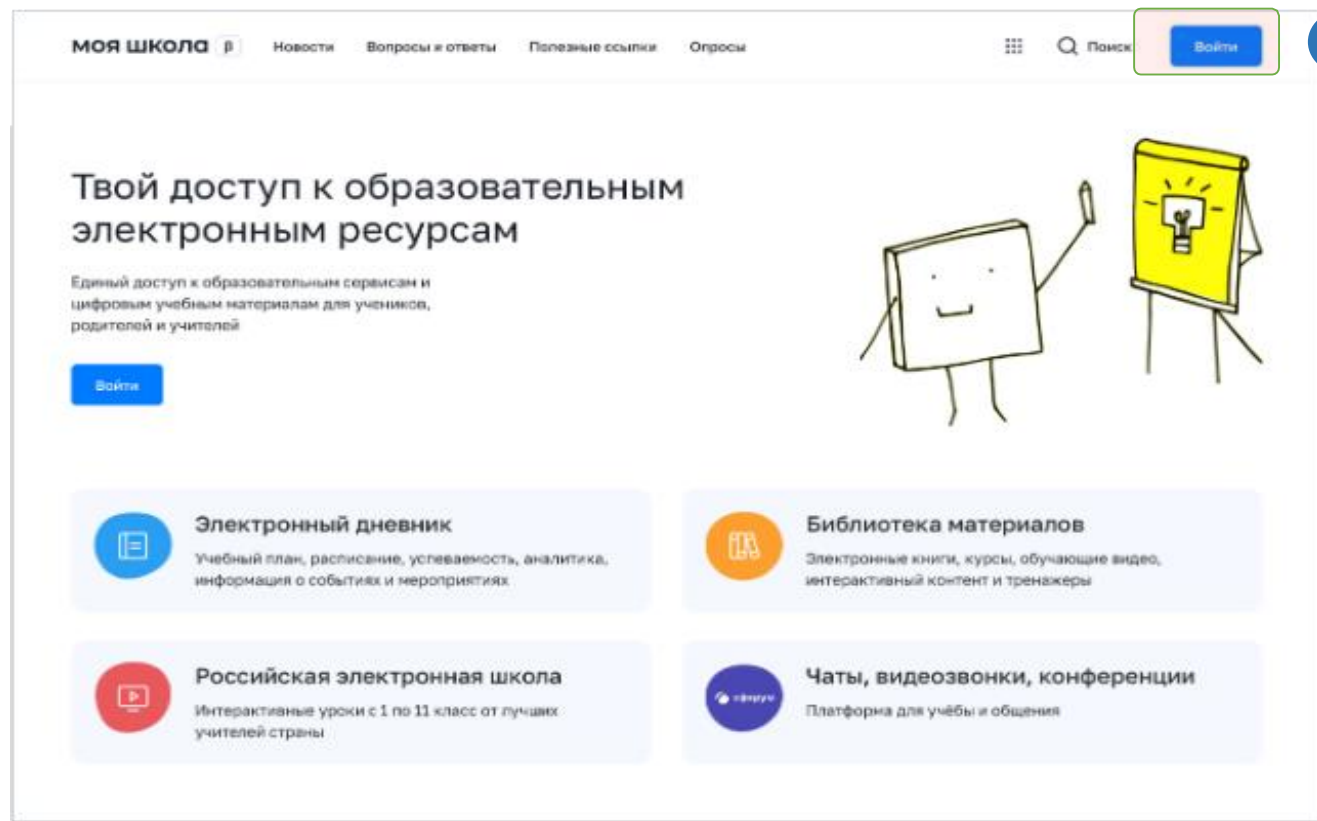 МОЯ ШКОЛА β Новости Вопросы и ответы Полезные ссылки Опросы Поиск Войти
Твой доступ к образовательным
электронным ресурсам
Единый доступ к образовательным сервисам и
цифровым учебным материалам для учеников,
родителей и учителей
Войти
Электронный дневник
Учебный план, расписание, успеваемость, аналитика,
информация о событиях и мероприятиях
Библиотека материалов
Электронные книги, курсы, обучающие видео,
интерактивный контент и тренажеры
Российская электронная школа
Интерактивные уроки с 1 по 11 класс от лучших
учителей страны
сферум
Чаты, видеозвонки, конференции
Платформа для учёбы и общения